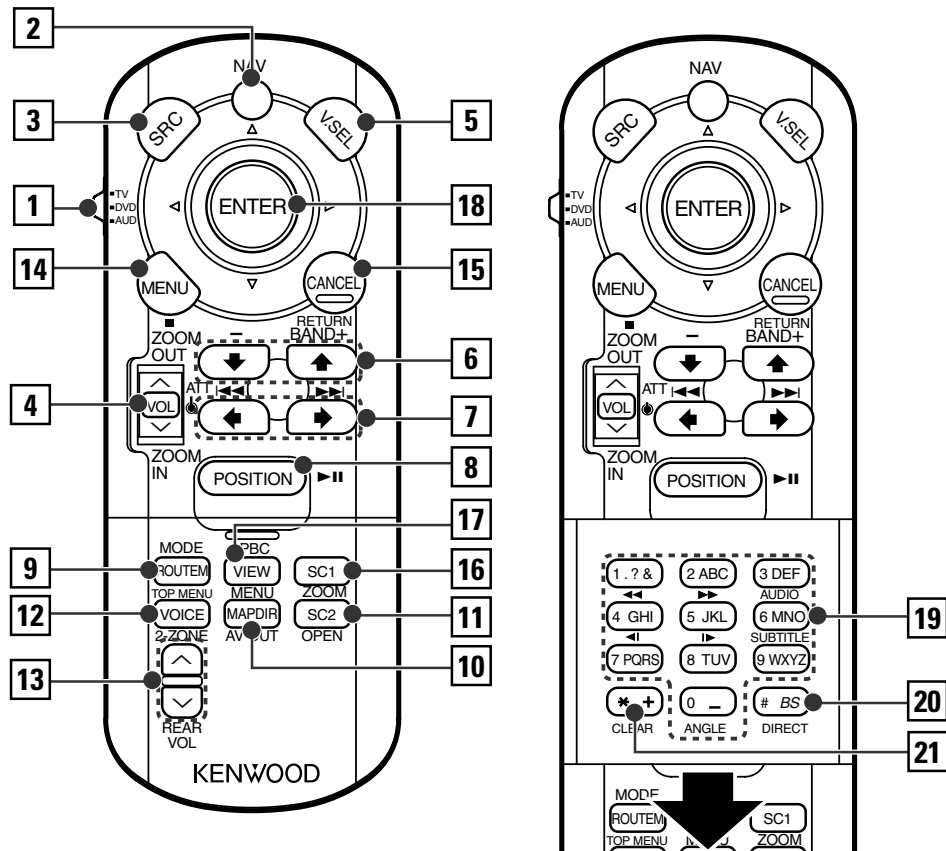 2
NAV
3
SRC
V.SEL
5
1
TV
DVD
AUD
ENTER
18
14
MENU
CANCEL
15
ZOOM OUT
RETURN
− BAND+
6
4
ATT
VOL
7
ZOOM IN
POSITION
8
17
MODE
PBC
9
ROUTEM
VIEW
SC1
16
TOP MENU
MENU
ZOOM
12
VOICE
MAPDIR
SC2
11
2-ZONE
AV OUT
OPEN
10
13
REAR VOL
KENWOOD
NAV
SRC
V.SEL
TV
DVD
AUD
ENTER
MENU
CANCEL
ZOOM OUT
RETURN
− BAND+
ATT
VOL
ZOOM IN
POSITION
1 . ? &
2 ABC
3 DEF
AUDIO
4 GHI
5 JKL
6 MNO
19
SUBTITLE
7 PQRS
8 TUV
9 WXYZ
* +
0 _
# BS
20
CLEAR
ANGLE
DIRECT
21
MODE
ROUTEM
SC1
TOP MENU
ZOOM